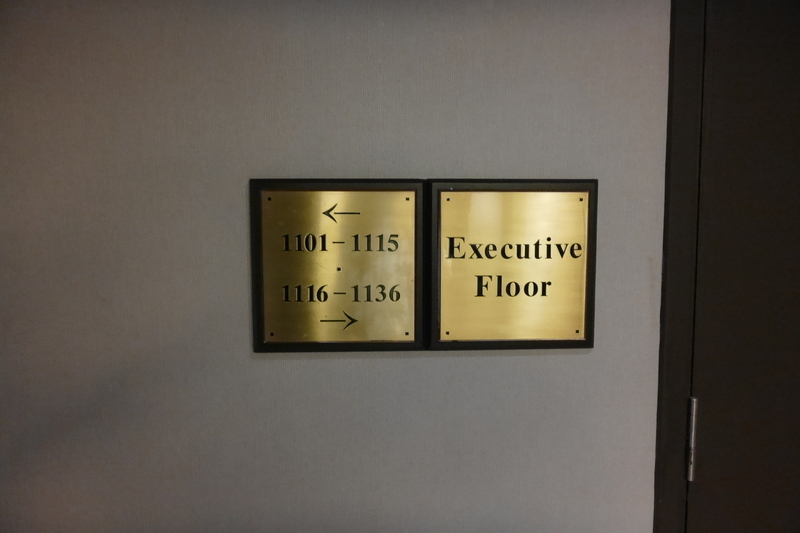 ←
1101 – 1115
1116 – 1136
→
Executive
Floor